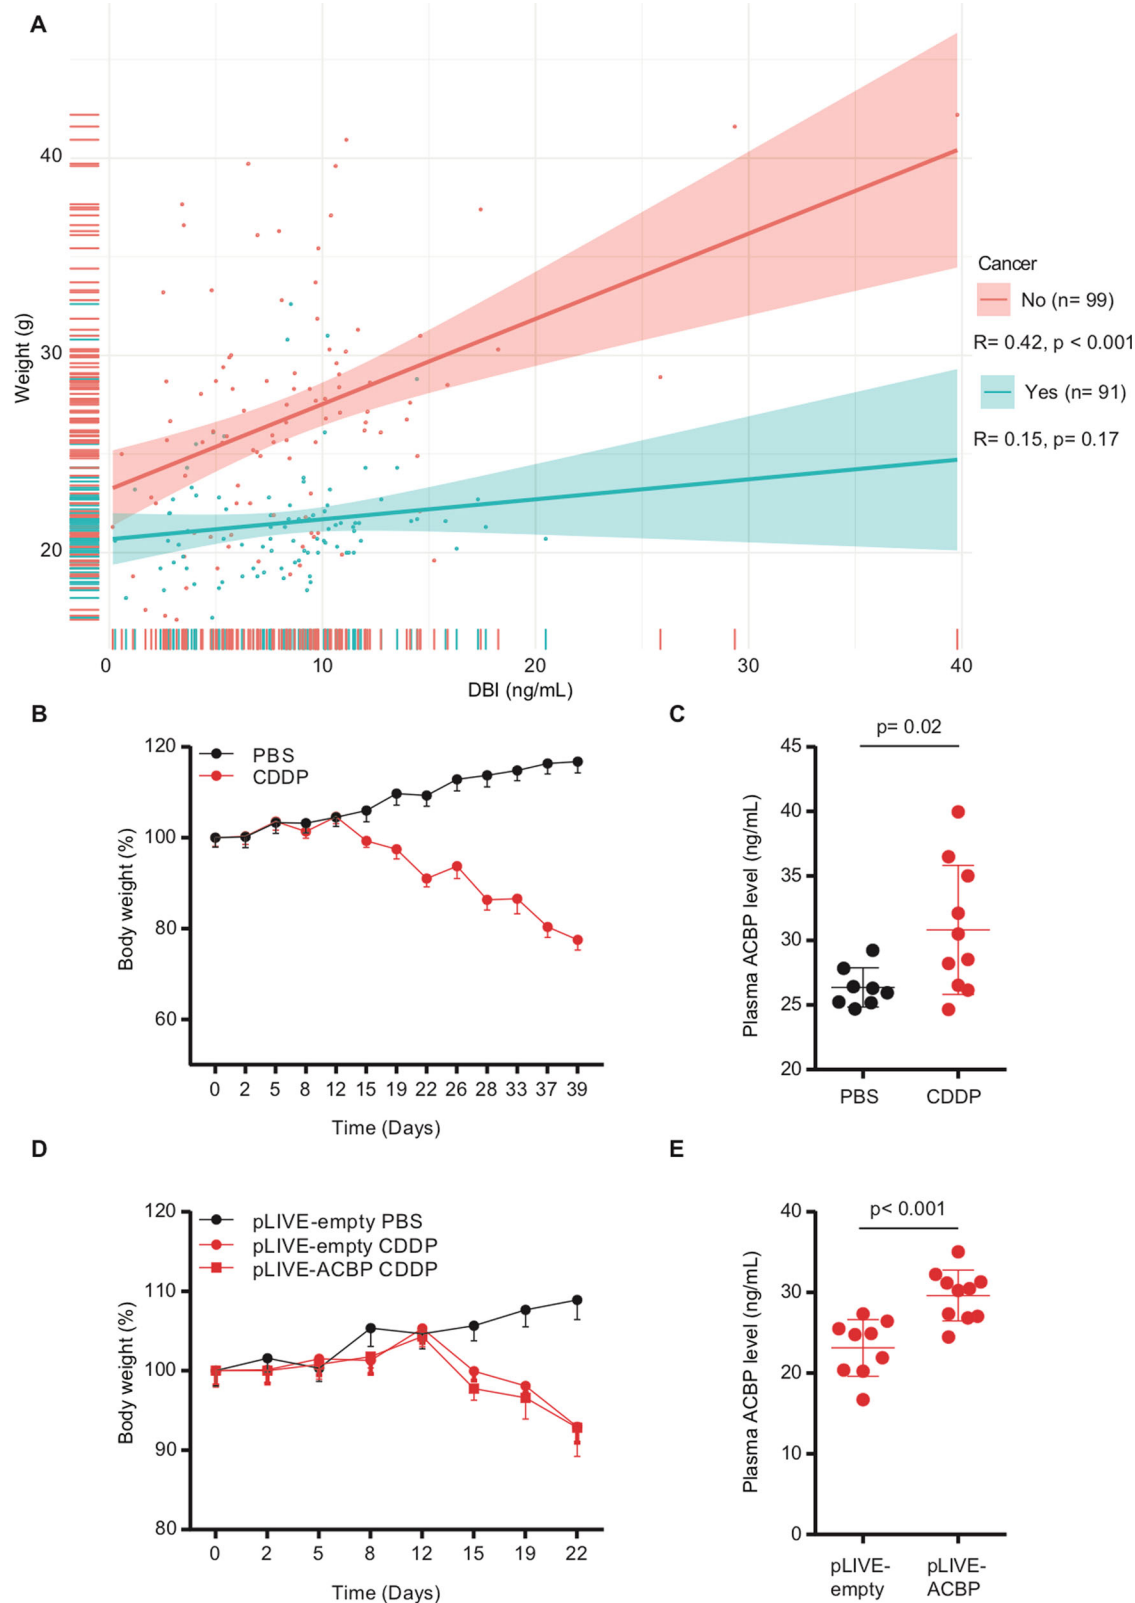 A
40
30
20
Weight (g)
0 10 20 30 40
DBI (ng/mL)
Cancer
No (n= 99)
R= 0.42, p < 0.001
Yes (n= 91)
R= 0.15, p= 0.17
B
120
100
80
60
Body weight (%)
PBS
CDDP
0 2 5 8 12 15 19 22 26 28 33 37 39
Time (Days)
C
p= 0.02
45
40
35
30
25
20
Plasma ACBP level (ng/mL)
PBS CDDP
D
120
110
100
90
80
Body weight (%)
pLIVE-empty PBS
pLIVE-empty CDDP
pLIVE-ACBP CDDP
0 2 5 8 12 15 19 22
Time (Days)
E
p< 0.001
40
30
20
10
0
Plasma ACBP level (ng/mL)
pLIVE- pLIVE-
empty ACBP